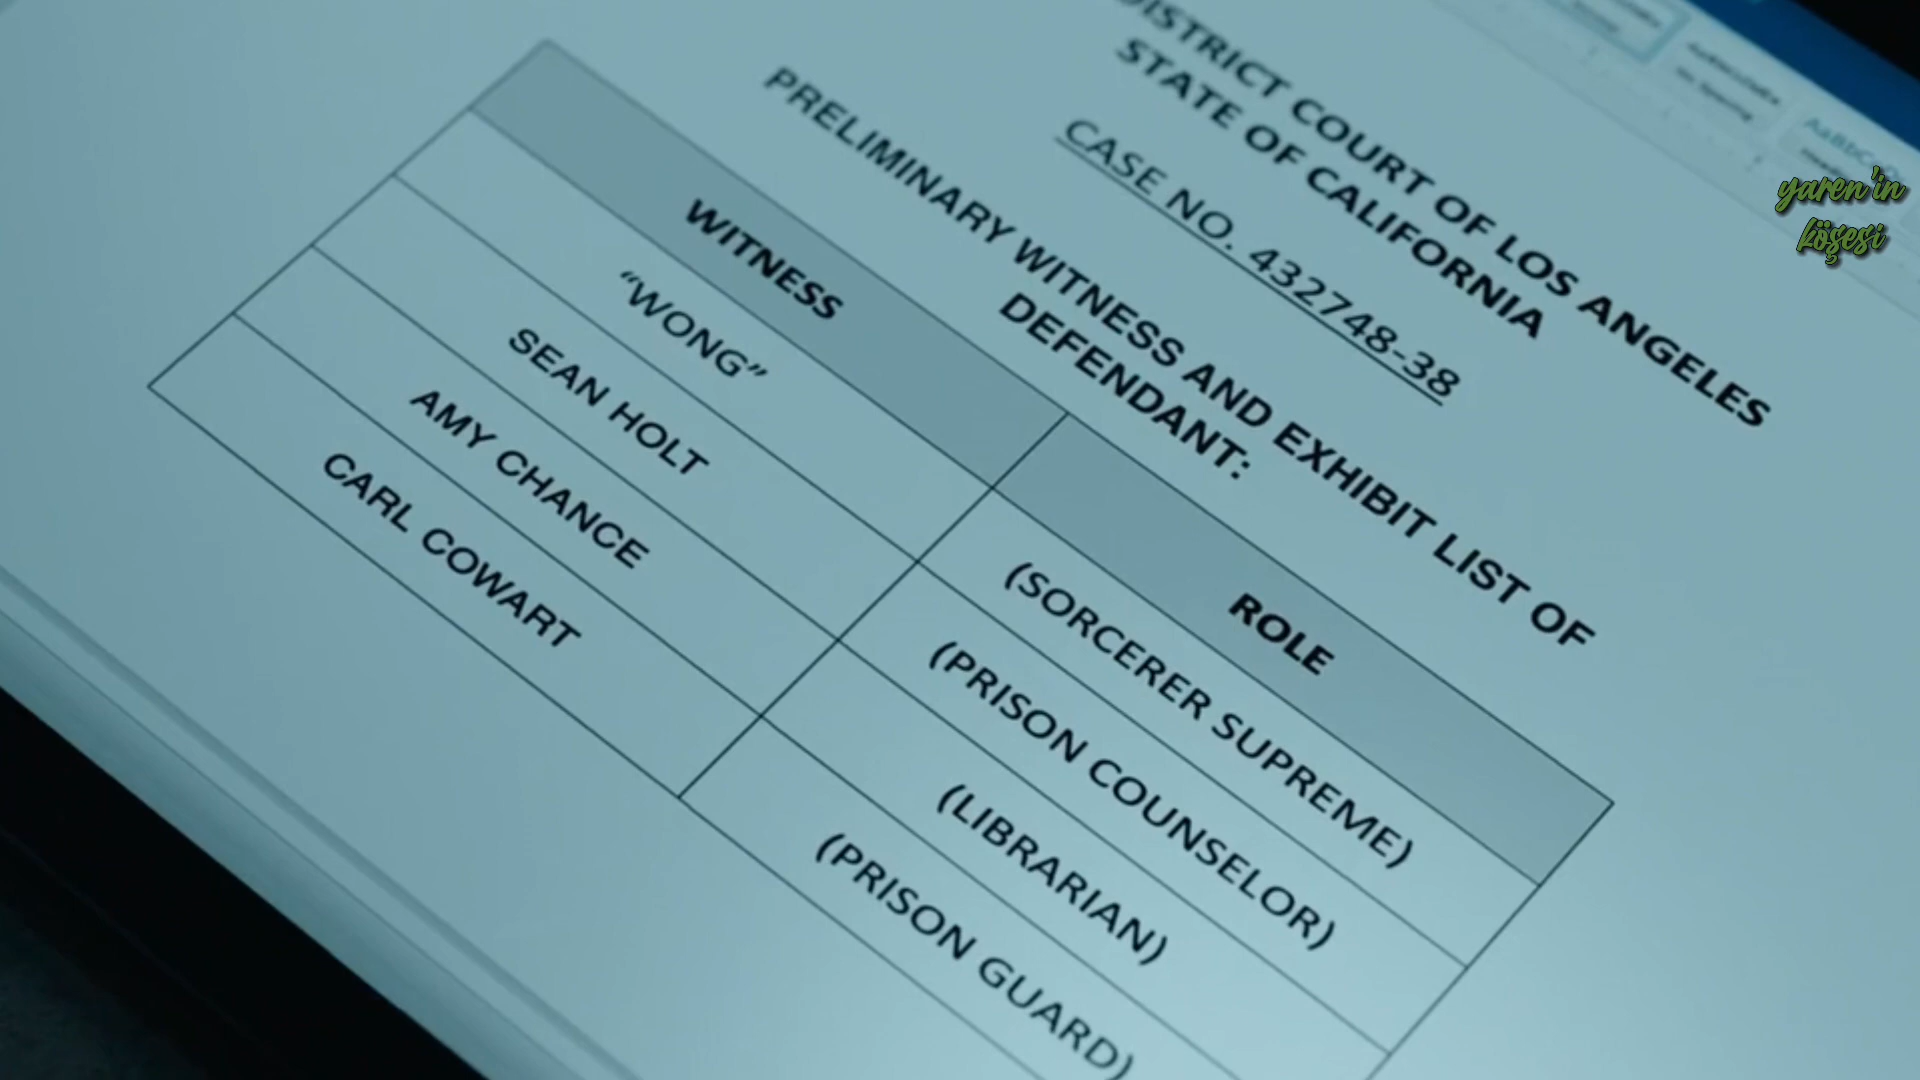 DISTRICT COURT OF LOS ANGELES
STATE OF CALIFORNIA
CASE NO. 432748-38
PRELIMINARY WITNESS AND EXHIBIT LIST OF
DEFENDANT:
WITNESS ROLE
“WONG” (SORCERER SUPREME)
SEAN HOLT (PRISON COUNSELOR)
AMY CHANCE (LIBRARIAN)
CARL COWART (PRISON GUARD)
yaren'in
köşesi